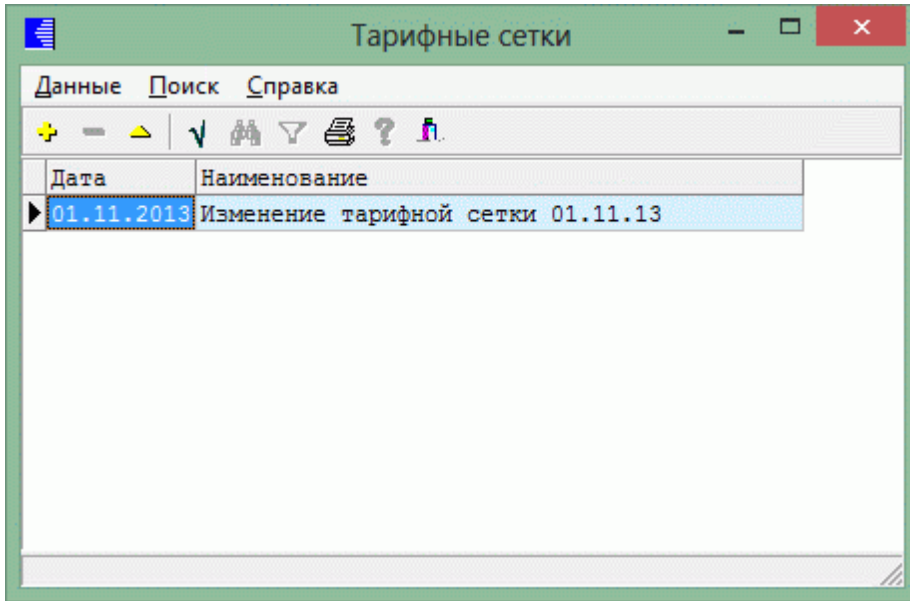 Тарифные сетки
Данные Поиск Справка
Дата Наименование
01.11.2013 Изменение тарифной сетки 01.11.13